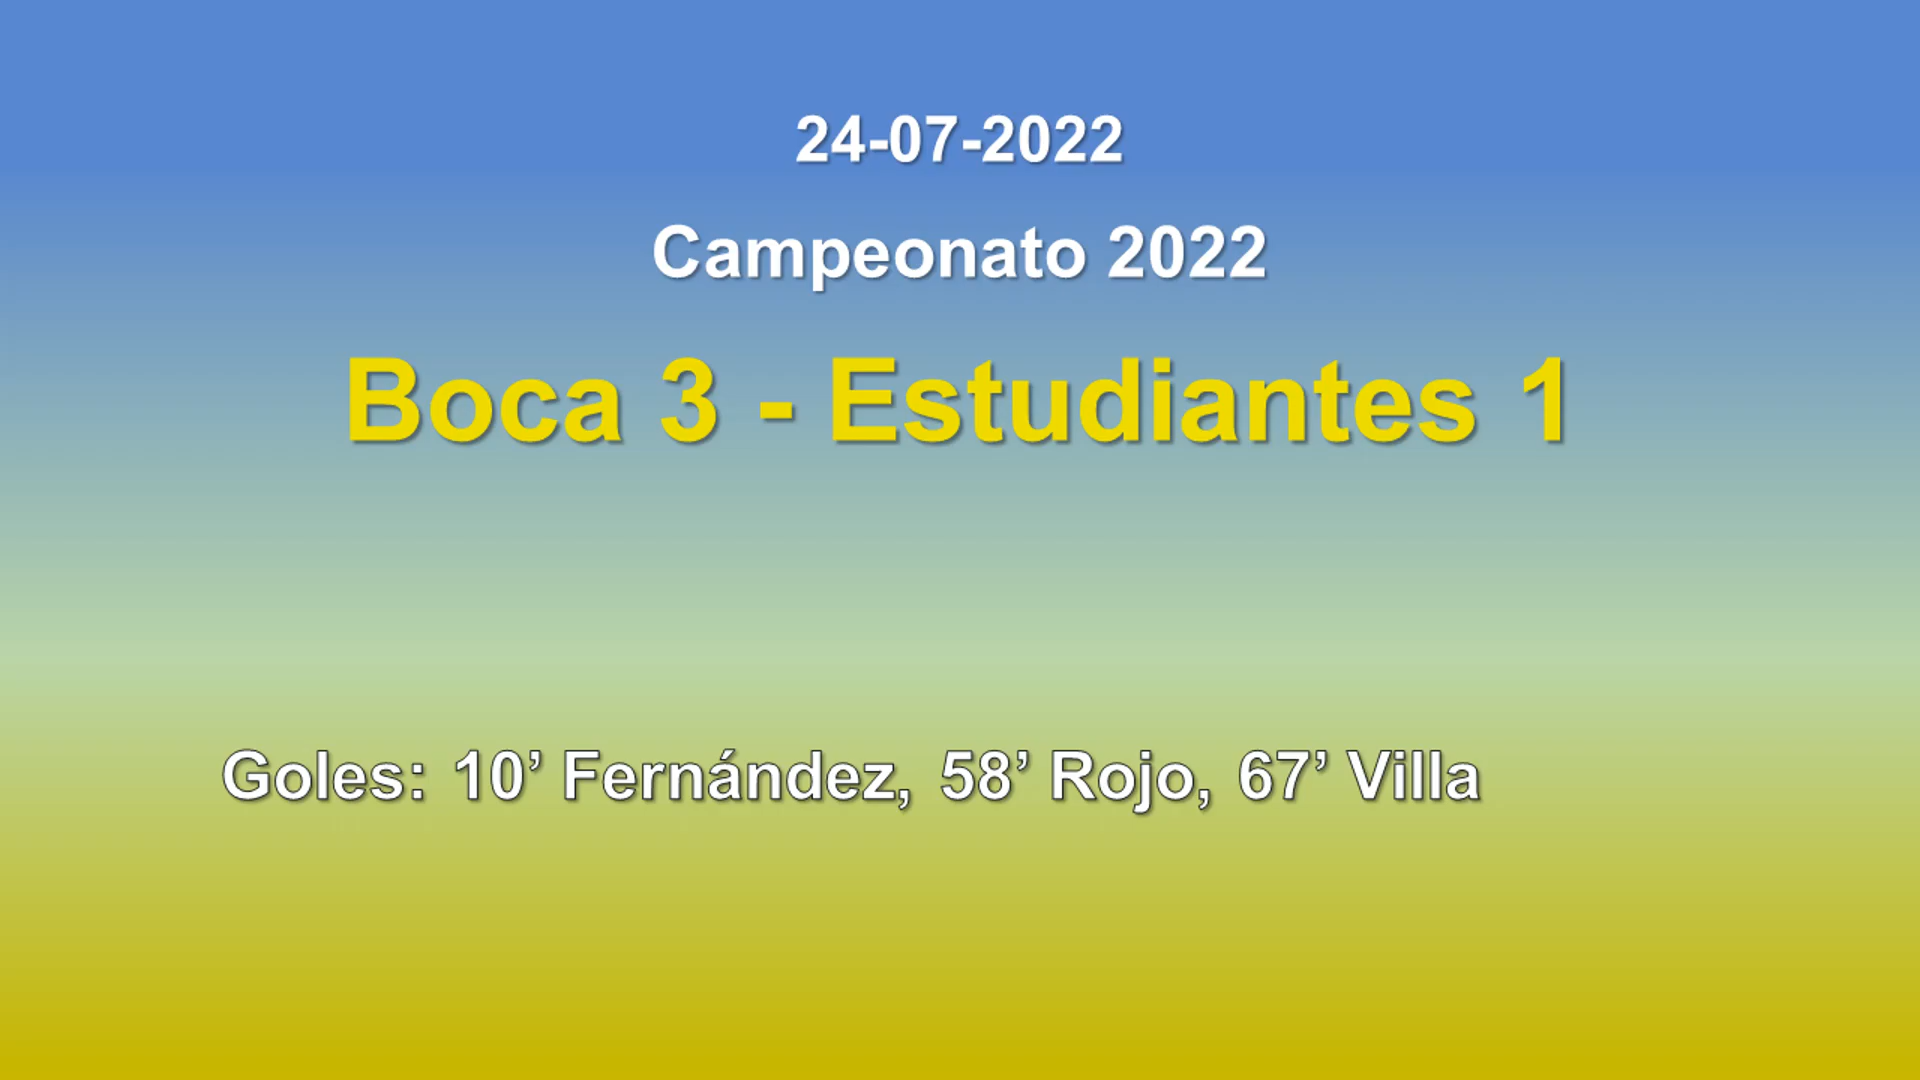 24-07-2022
Campeonato 2022
Boca 3 - Estudiantes 1
Goles: 10’ Fernández, 58’ Rojo, 67’ Villa